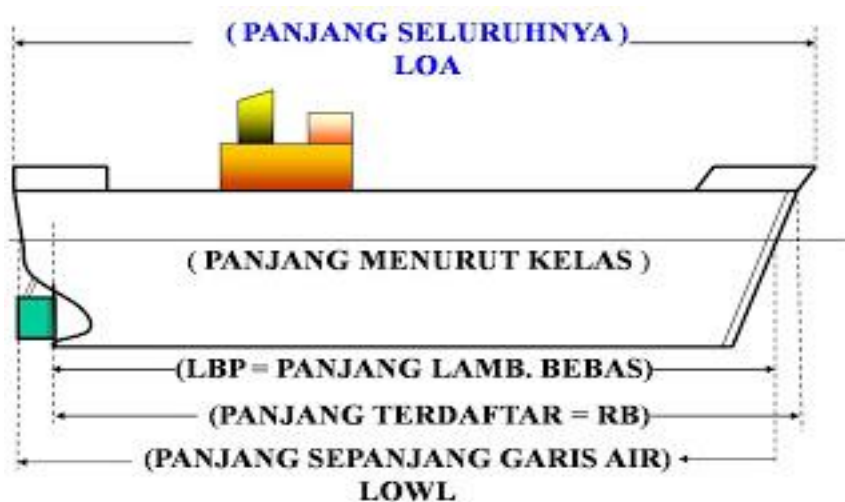 ( PANJANG SELURUHNYA )
LOA
( PANJANG MENURUT KELAS )
(LBP = PANJANG LAMB. BEBAS)
(PANJANG TERDAFTAR = RB)
(PANJANG SEPANJANG GARIS AIR)
LOWL